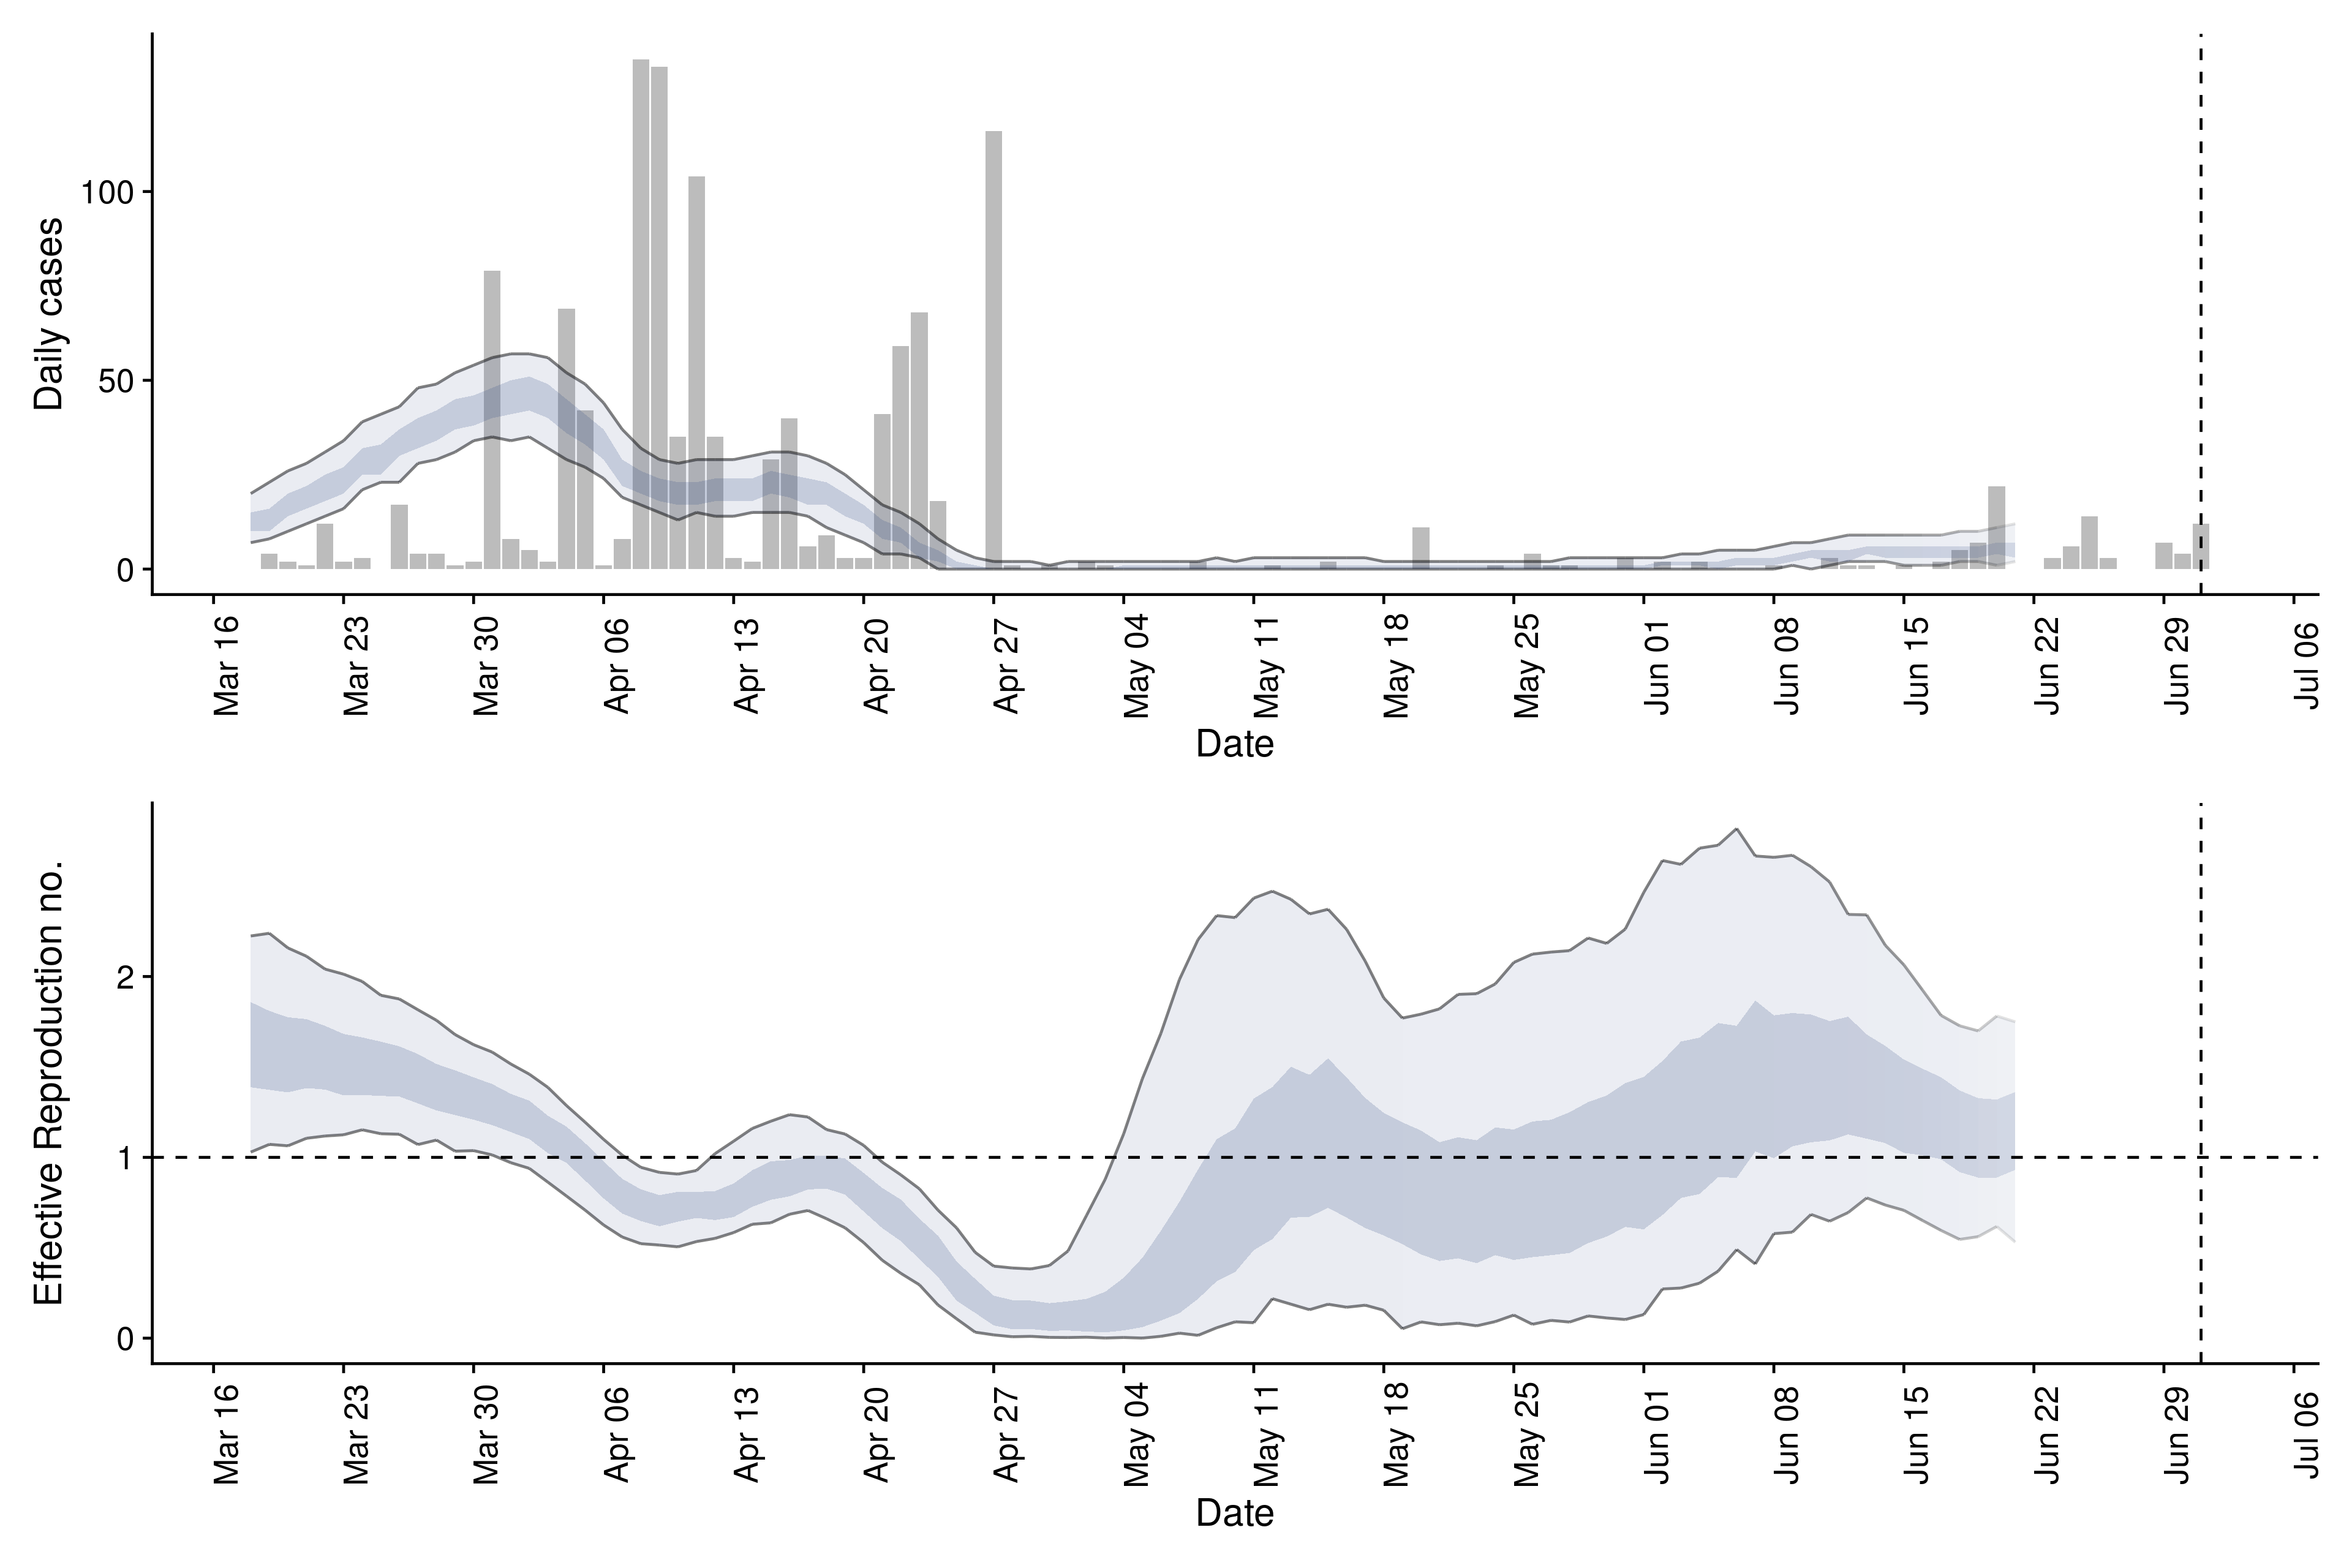 Daily cases
100
50
0
Mar 16
Mar 23
Mar 30
Apr 06
Apr 13
Apr 20
Apr 27
May 04
May 11
May 18
May 25
Jun 01
Jun 08
Jun 15
Jun 22
Jun 29
Jul 06
Date
Effective Reproduction no.
2
1
0
Mar 16
Mar 23
Mar 30
Apr 06
Apr 13
Apr 20
Apr 27
May 04
May 11
May 18
May 25
Jun 01
Jun 08
Jun 15
Jun 22
Jun 29
Jul 06
Date